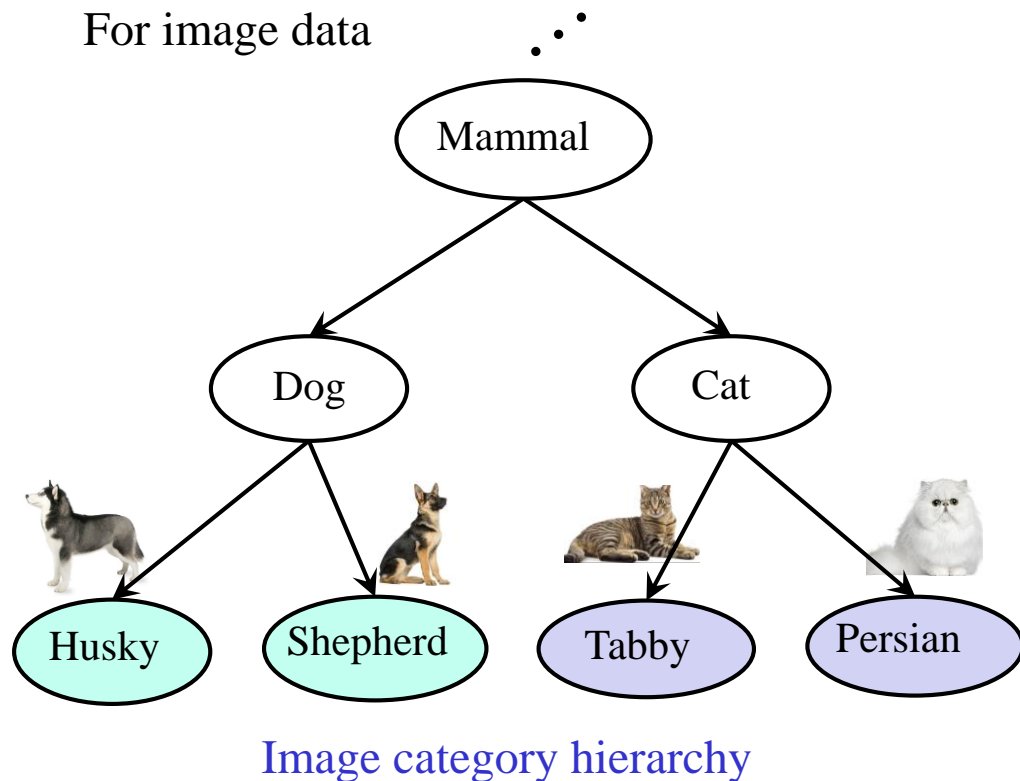 For image data
Mammal
Dog
Cat
Husky
Shepherd
Tabby
Persian
Image category hierarchy